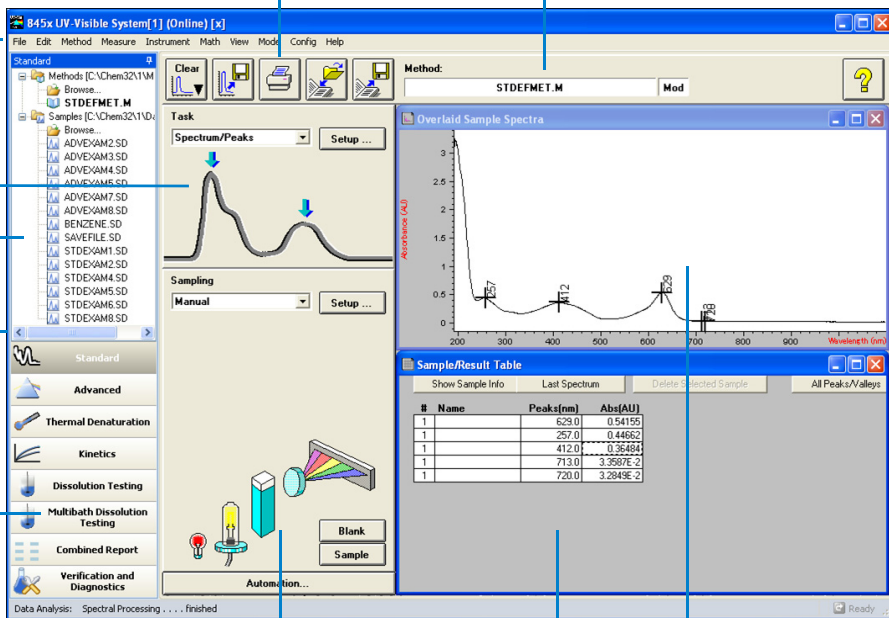 845x UV-Visible System[1] (Online) [x]
File Edit Method Measure Instrument Math View Mode Config Help
Standard
Methods [C:\Chem32\1\M
Browse...
STDEFMET.M
Samples [C:\Chem32\1\Da
Browse...
ADVEXAM2.SD
ADVEXAM3.SD
ADVEXAM4.SD
ADVEXAM5.SD
ADVEXAM7.SD
ADVEXAM8.SD
BENZENE.SD
SAVEFILE.SD
STDEXAM1.SD
STDEXAM2.SD
STDEXAM4.SD
STDEXAM5.SD
STDEXAM6.SD
STDEXAM8.SD
Standard
Advanced
Thermal Denaturation
Kinetics
Dissolution Testing
Multibath Dissolution
Testing
Combined Report
Verification and
Diagnostics
Clear
Method:
STDEFMET.M Mod
?
Task
Spectrum/Peaks Setup ...
Sampling
Manual Setup ...
Blank
Sample
Automation...
Overlaid Sample Spectra
Absorbance (AU)
3
2.5
2
1.5
1
0.5
0
257
412
629
720
200 300 400 500 600 700 800 900 Wavelength (nm)
Sample/Result Table
Show Sample Info Last Spectrum Delete Selected Sample All Peaks/Valleys
# Name Peaks(nm) Abs(AU)
1 629.0 0.54155
1 257.0 0.44662
1 412.0 0.36484
1 713.0 3.3587E-2
1 720.0 3.2849E-2
Data Analysis: Spectral Processing . . . . finished
Ready